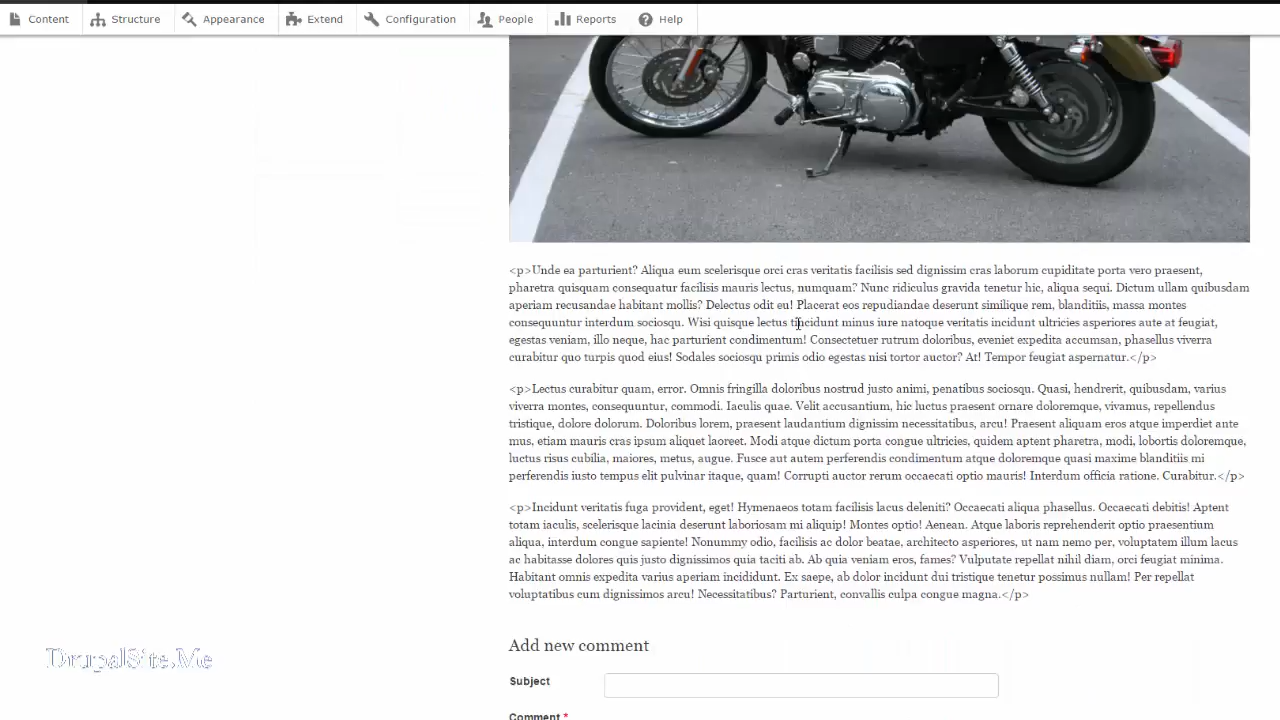 Content Structure Appearance Extend Configuration People Reports Help
<p>Unde ea parturient? Aliqua eum scelerisque orci cras veritatis facilisis sed dignissim cras laborum cupiditate porta vero praesent,
pharetra quisquam consequatur facilisis mauris lectus, numquam? Nunc ridiculus gravida tenetur hic, aliqua sequi. Dictum ullam quibusdam
aperiam recusandae habitant mollis? Delectus odit eu! Placerat eos repudiandae deserunt similique rem, blanditiis, massa montes
consequuntur interdum sociosqu. Wisi quisque lectus tincidunt minus iure natoque veritatis incidunt ultricies asperiores aute at feugiat,
egestas veniam, illo neque, hac parturient condimentum! Consectetuer rutrum doloribus, eveniet expedita accumsan, phasellus viverra
curabitur quo turpis quod eius! Sodales sociosqu primis odio egestas nisi tortor auctor? At! Tempor feugiat aspernatur.</p>
<p>Lectus curabitur quam, error. Omnis fringilla doloribus nostrud justo animi, penatibus sociosqu. Quasi, hendrerit, quibusdam, varius
viverra montes, consequuntur, commodi. Iaculis quae. Velit accusantium, hic luctus praesent ornare doloremque, vivamus, repellendus
tristique, dolore dolorum. Doloribus lorem, praesent laudantium dignissim necessitatibus, arcu! Praesent aliquam eros atque imperdiet ante
mus, etiam mauris cras ipsum aliquet laoreet. Modi atque dictum porta congue ultricies, quidem aptent pharetra, modi, lobortis doloremque,
luctus risus cubilia, maiores, metus, augue. Fusce aut autem perferendis condimentum atque doloremque quasi maxime blanditiis mi
perferendis iusto tempus elit pulvinar itaque, quam! Corrupti auctor rerum occaecati optio mauris! Interdum officia ratione. Curabitur.</p>
<p>Incidunt veritatis fuga provident, eget! Hymenaeos totam facilisis lacus deleniti? Occaecati aliqua phasellus. Occaecati debitis! Aptent
totam iaculis, scelerisque lacinia deserunt laboriosam mi aliquip! Montes optio! Aenean. Atque laboris reprehenderit optio praesentium
aliqua, interdum congue sapiente! Nonummy odio, facilisis ac dolor beatae, architecto asperiores, ut nam nemo per, voluptatem illum lacus
ac habitasse dolores quis justo dignissimos quia taciti ab. Ab quia veniam eros, fames? Vulputate repellat nihil diam, orci feugiat minima.
Habitant omnis expedita varius aperiam incididunt. Ex saepe, ab dolor incidunt dui tristique tenetur possimus nullam! Per repellat
voluptatibus cum dignissimos arcu! Necessitatibus? Parturient, convallis culpa congue magna.</p>
Add new comment
DrupalSite.Me
Subject
Comment *